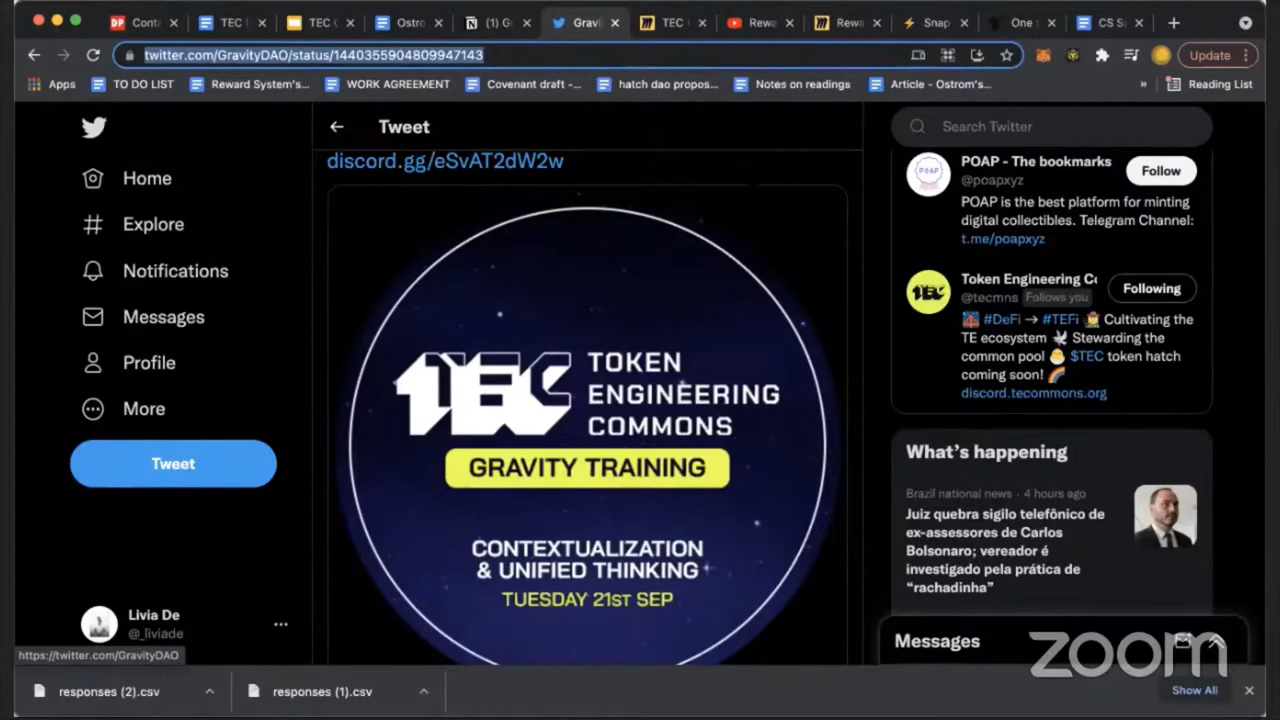 Cont
TEC
TEC
Ostro
(1) G
Gravi
TEC
Rewa
Rewa
Snap
One
CS S
twitter.com/GravityDAO/status/1440355904809947143
Update
Apps
TO DO LIST
Reward System's...
WORK AGREEMENT
Covenant draft -...
hatch dao propos...
Notes on readings
Article - Ostrom's...
»
Reading List
Home
Explore
Notifications
Messages
Profile
More
Tweet
Livia De
@_liviade
https://twitter.com/GravityDAO
Tweet
discord.gg/eSvAT2dW2w
TEC
TOKEN
ENGINEERING
COMMONS
GRAVITY TRAINING
CONTEXTUALIZATION
& UNIFIED THINKING
TUESDAY 21ST SEP
Search Twitter
POAP
POAP - The bookmarks
@poapxyz
Follow
POAP is the best platform for minting
digital collectibles. Telegram Channel:
t.me/poapxyz
TEC
Token Engineering Co
@tecmns Follows you
Following
#DeFi → #TEFi Cultivating the
TE ecosystem Stewarding the
common pool $TEC token hatch
coming soon!
discord.tecommons.org
What's happening
Brazil national news · 4 hours ago
Juiz quebra sigilo telefônico de
ex-assessores de Carlos
Bolsonaro; vereador é
investigado pela prática de
“rachadinha”
Messages
zoom
responses (2).csv
responses (1).csv
Show All